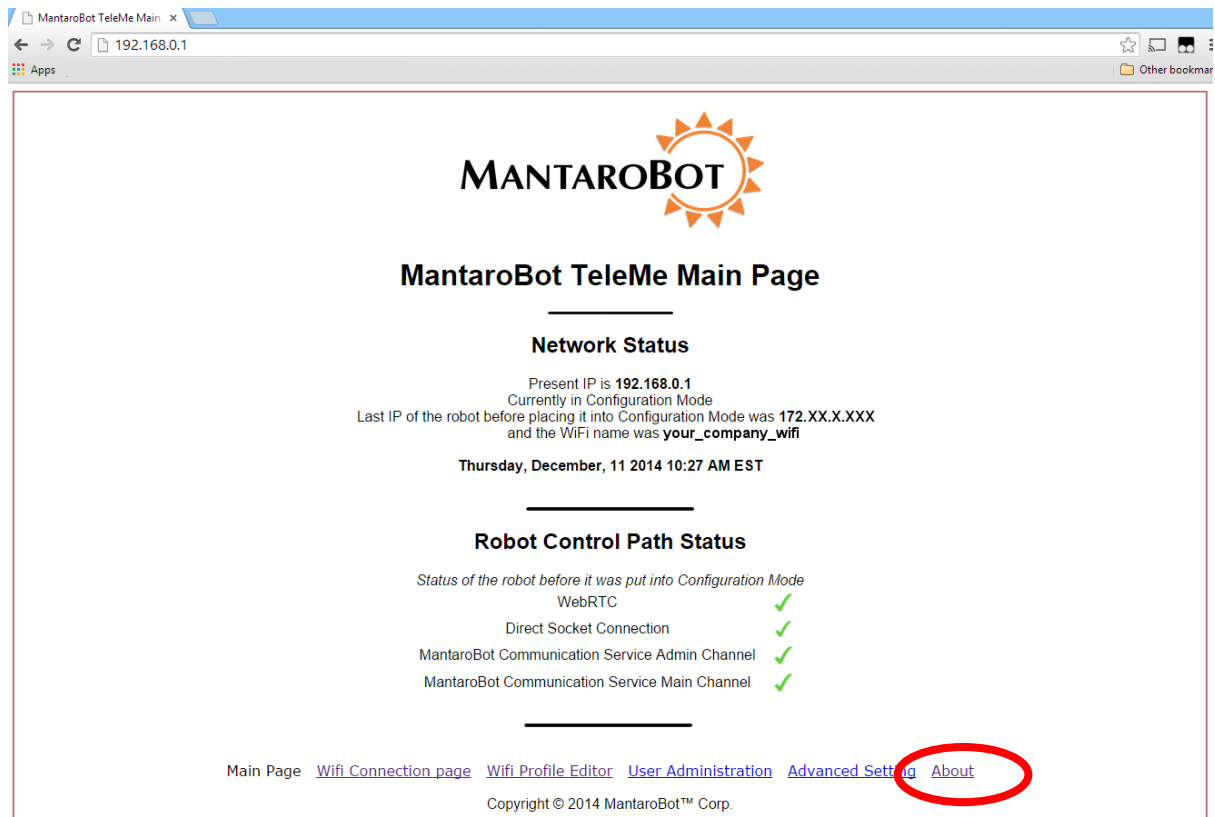 MantaroBot TeleMe Main
192.168.0.1
Apps
Other bookmar
MANTAROBOT
MantaroBot TeleMe Main Page
Network Status
Present IP is 192.168.0.1
Currently in Configuration Mode
Last IP of the robot before placing it into Configuration Mode was 172.XX.X.XXX
and the WiFi name was your_company_wifi
Thursday, December, 11 2014 10:27 AM EST
Robot Control Path Status
Status of the robot before it was put into Configuration Mode
WebRTC
Direct Socket Connection
MantaroBot Communication Service Admin Channel
MantaroBot Communication Service Main Channel
Main Page Wifi Connection page Wifi Profile Editor User Administration Advanced Setting About
Copyright © 2014 MantaroBot™ Corp.